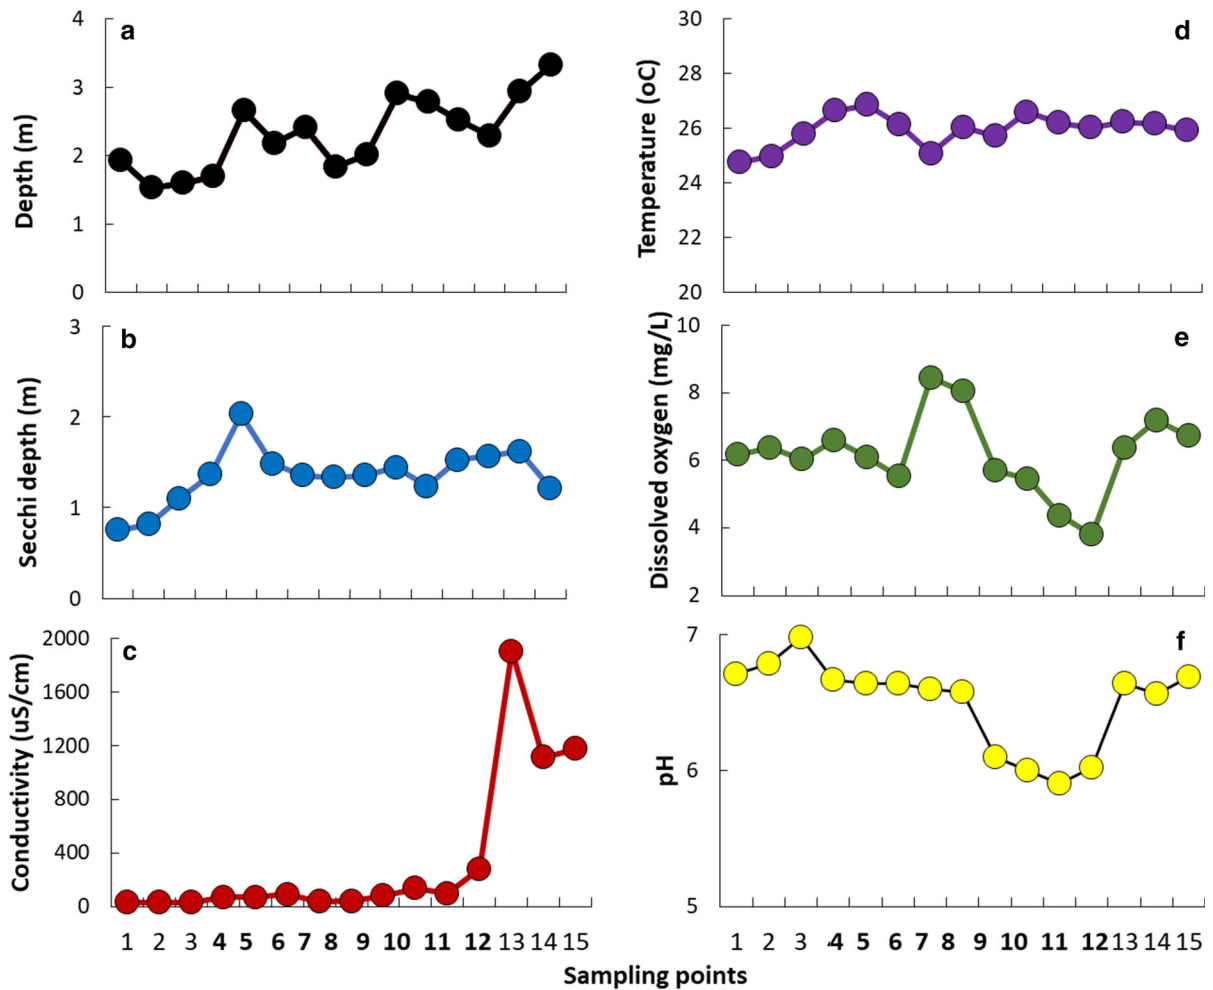 a
Depth (m)
4
3
2
1
0
b
Secchi depth (m)
3
2
1
0
c
Conductivity (uS/cm)
2000
1600
1200
800
400
0
1 2 3 4 5 6 7 8 9 10 11 12 13 14 15
d
Temperature (oC)
30
28
26
24
22
20
e
Dissolved oxygen (mg/L)
10
8
6
4
2
f
pH
7
6
5
1 2 3 4 5 6 7 8 9 10 11 12 13 14 15
Sampling points